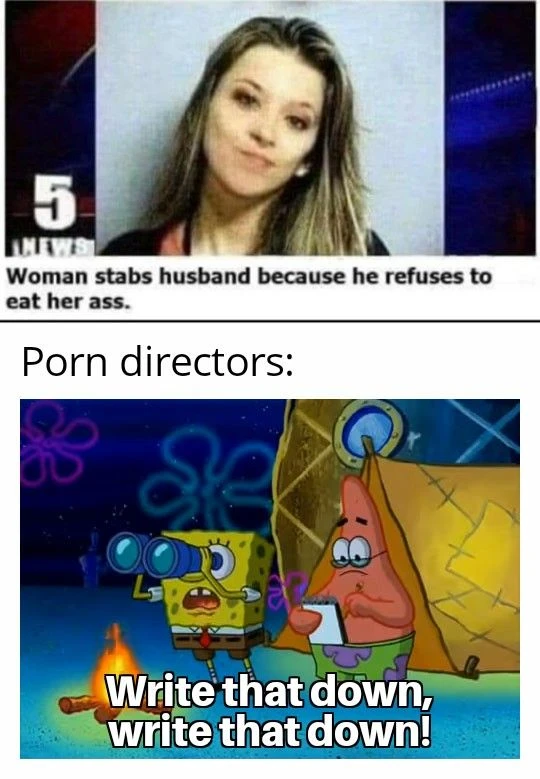 5
NEWS
Woman stabs husband because he refuses to
eat her ass.
Porn directors:
Write that down,
write that down!